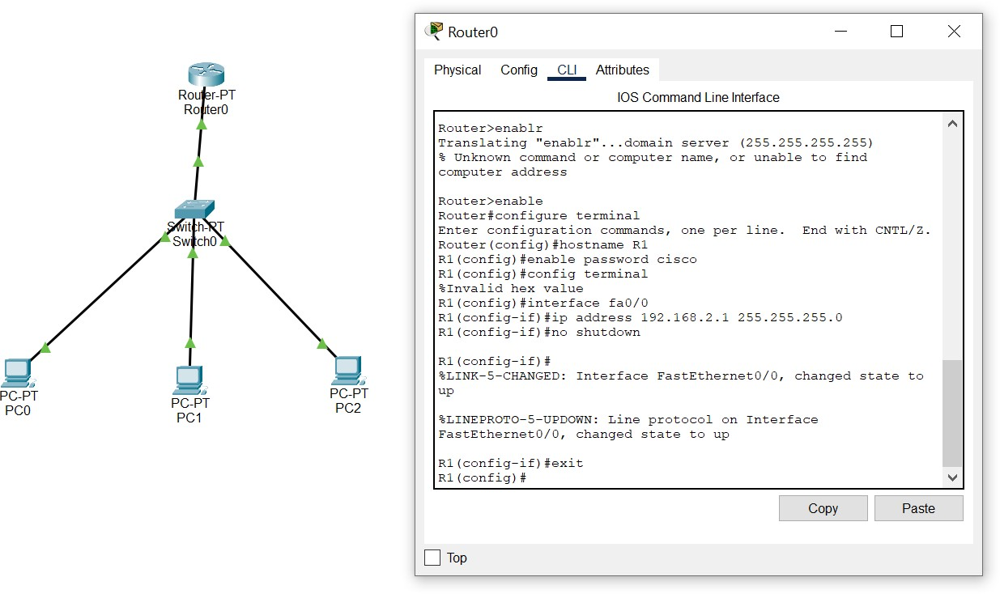 Router-PT
Router0
Switch-PT
Switch0
PC-PT
PC0
PC-PT
PC1
PC-PT
PC2
Router0
Physical Config CLI Attributes
IOS Command Line Interface
Router>enablr
Translating "enablr"...domain server (255.255.255.255)
% Unknown command or computer name, or unable to find
computer address
Router>enable
Router#configure terminal
Enter configuration commands, one per line.  End with CNTL/Z.
Router(config)#hostname R1
R1(config)#enable password cisco
R1(config)#config terminal
%Invalid hex value
R1(config)#interface fa0/0
R1(config-if)#ip address 192.168.2.1 255.255.255.0
R1(config-if)#no shutdown
R1(config-if)#
%LINK-5-CHANGED: Interface FastEthernet0/0, changed state to
up
%LINEPROTO-5-UPDOWN: Line protocol on Interface
FastEthernet0/0, changed state to up
R1(config-if)#exit
R1(config)#
Copy Paste
Top